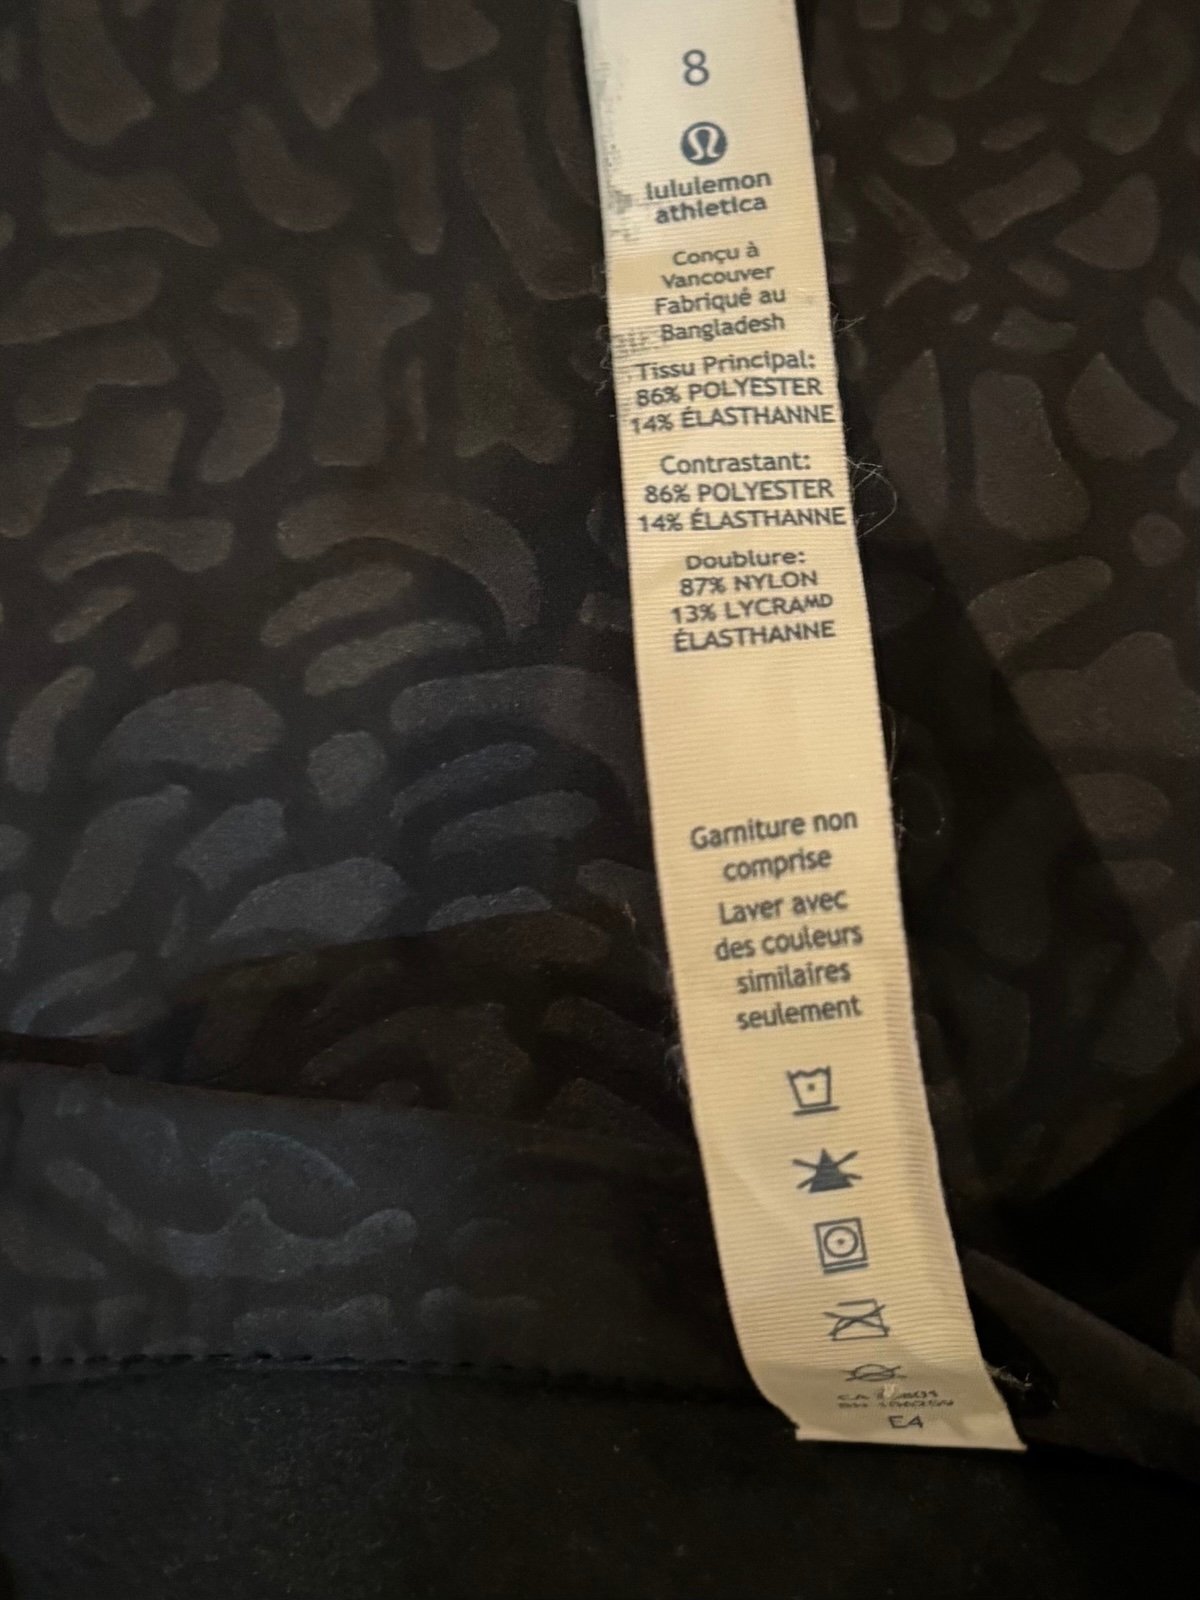 8
lululemon
athletica
Conçu à
Vancouver
Fabriqué au
Bangladesh
Tissu Principal:
86% POLYESTER
14% ÉLASTHANNE
Contrastant:
86% POLYESTER
14% ÉLASTHANNE
Doublure:
87% NYLON
13% LYCRAMD
ÉLASTHANNE
Garniture non
comprise
Laver avec
des couleurs
similaires
seulement
E4